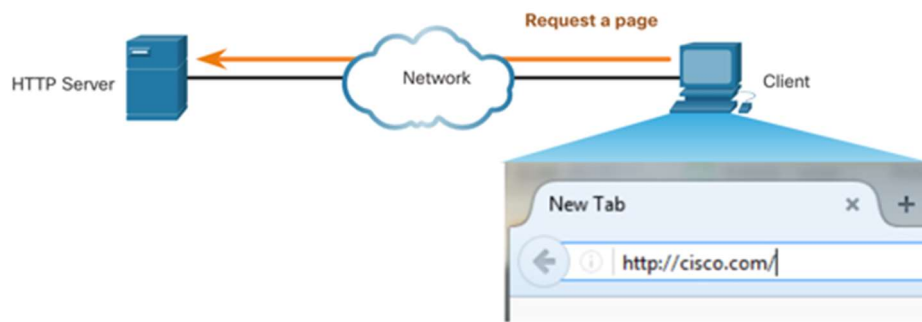 Request a page
HTTP Server
Network
Client
New Tab
http://cisco.com/